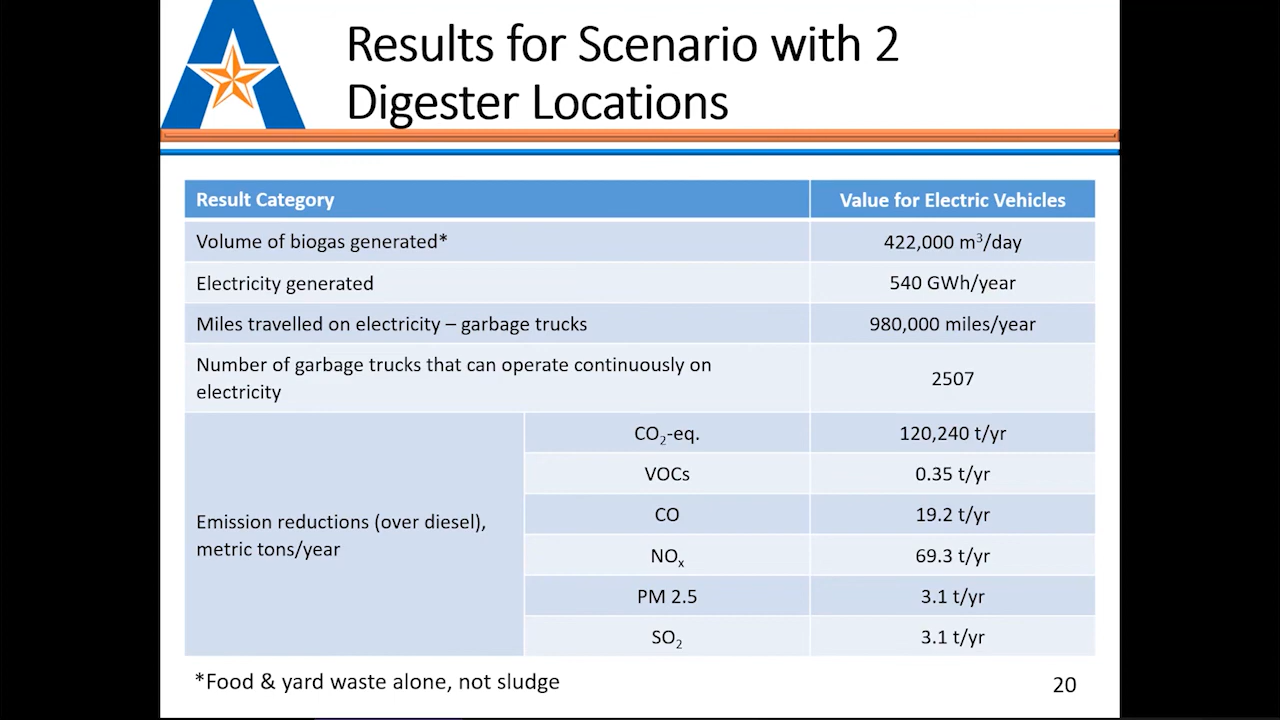 Results for Scenario with 2
Digester Locations
Result Category
Value for Electric Vehicles
Volume of biogas generated*
422,000 m³/day
Electricity generated
540 GWh/year
Miles travelled on electricity – garbage trucks
980,000 miles/year
Number of garbage trucks that can operate continuously on
electricity
2507
Emission reductions (over diesel),
metric tons/year
CO₂-eq.
120,240 t/yr
VOCs
0.35 t/yr
CO
19.2 t/yr
NOₓ
69.3 t/yr
PM 2.5
3.1 t/yr
SO₂
3.1 t/yr
*Food & yard waste alone, not sludge
20